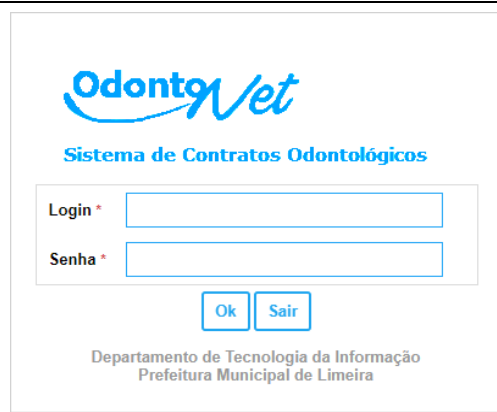 OdontoNet
Sistema de Contratos Odontológicos
Login *
Senha *
Ok Sair
Departamento de Tecnologia da Informação
Prefeitura Municipal de Limeira